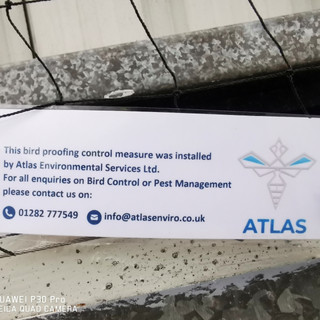 This bird proofing control measure was installed
by Atlas Environmental Services Ltd.
For all enquiries on Bird Control or Pest Management
please contact us on:
01282 777549 info@atlasenviro.co.uk
ATLAS
HUAWEI P30 Pro
LEICA QUAD CAMERA